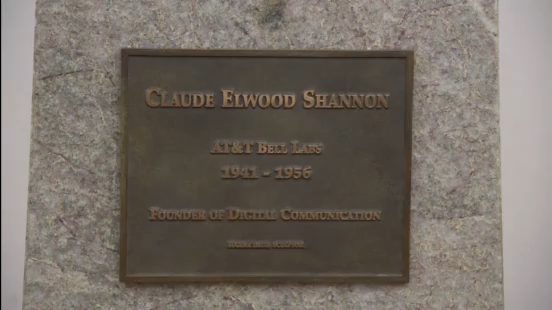 Claude Elwood Shannon
AT&T Bell Labs
1941 - 1956
Founder of Digital Communication